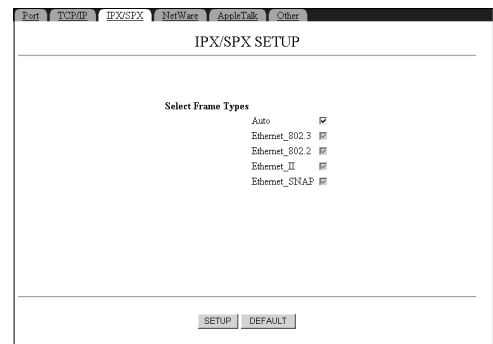 Port TCP/IP IPX/SPX NetWare AppleTalk Other
IPX/SPX SETUP
Select Frame Types
Auto
Ethernet_802.3
Ethernet_802.2
Ethernet_II
Ethernet_SNAP
SETUP DEFAULT